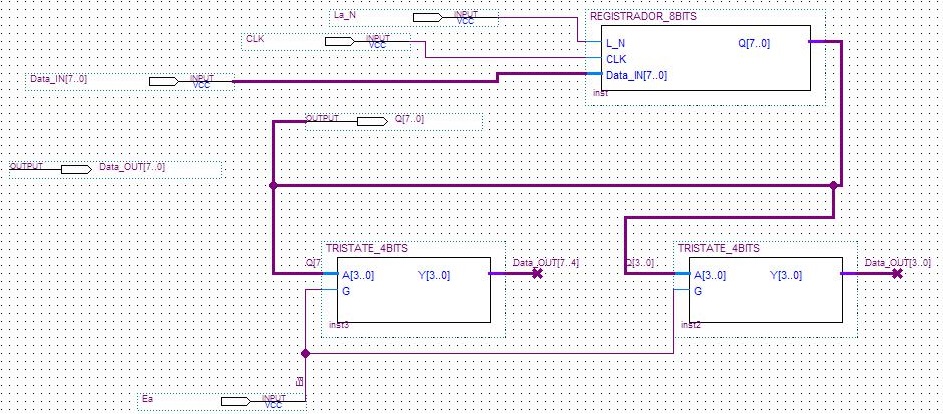 La_N INPUT VCC
REGISTRADOR_8BITS
CLK INPUT VCC
L_N Q[7..0]
CLK
Data_IN[7..0] INPUT VCC
Data_IN[7..0]
inst
OUTPUT Q[7..0]
OUTPUT Data_OUT[7..0]
TRISTATE_4BITS
TRISTATE_4BITS
Q[7 A[3..0] Y[3..0] Data_OUT[7..4]
G
inst3
Q[3..0] A[3..0] Y[3..0] Data_OUT[3..0]
G
inst2
Ea
Ea INPUT VCC